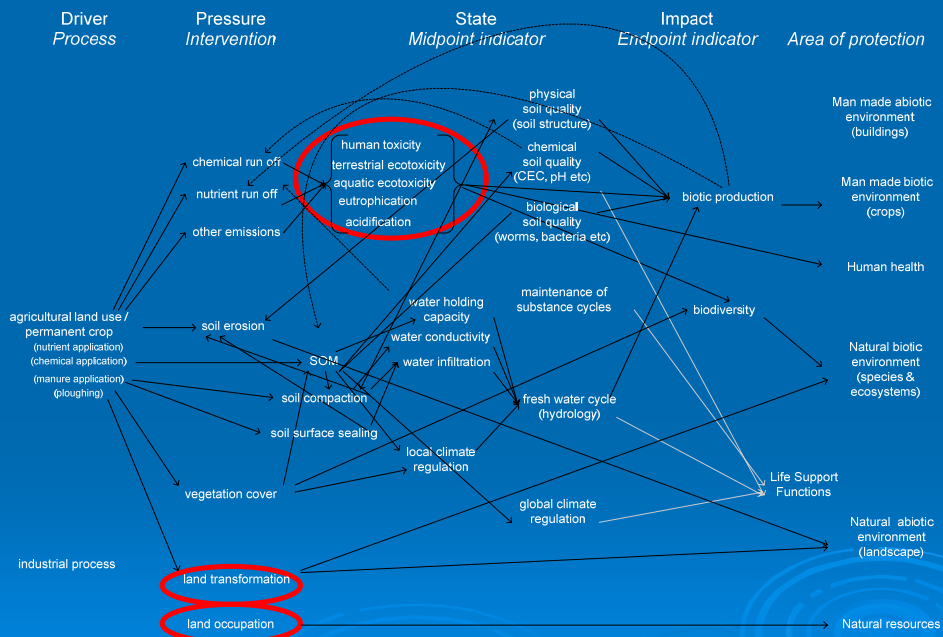 Driver
Process
Pressure
Intervention
State
Midpoint indicator
Impact
Endpoint indicator
Area of protection
agricultural land use /
permanent crop
(nutrient application)
(chemical application)
(manure application)
(ploughing)
industrial process
chemical run off
nutrient run off
other emissions
soil erosion
SOM
soil compaction
soil surface sealing
vegetation cover
land transformation
land occupation
human toxicity
terrestrial ecotoxicity
aquatic ecotoxicity
eutrophication
acidification
water holding
capacity
water conductivity
water infiltration
local climate
regulation
physical
soil quality
(soil structure)
chemical
soil quality
(CEC, pH etc)
biological
soil quality
(worms, bacteria etc)
maintenance of
substance cycles
fresh water cycle
(hydrology)
global climate
regulation
biotic production
biodiversity
Life Support
Functions
Man made abiotic
environment
(buildings)
Man made biotic
environment
(crops)
Human health
Natural biotic
environment
(species &
ecosystems)
Natural abiotic
environment
(landscape)
Natural resources